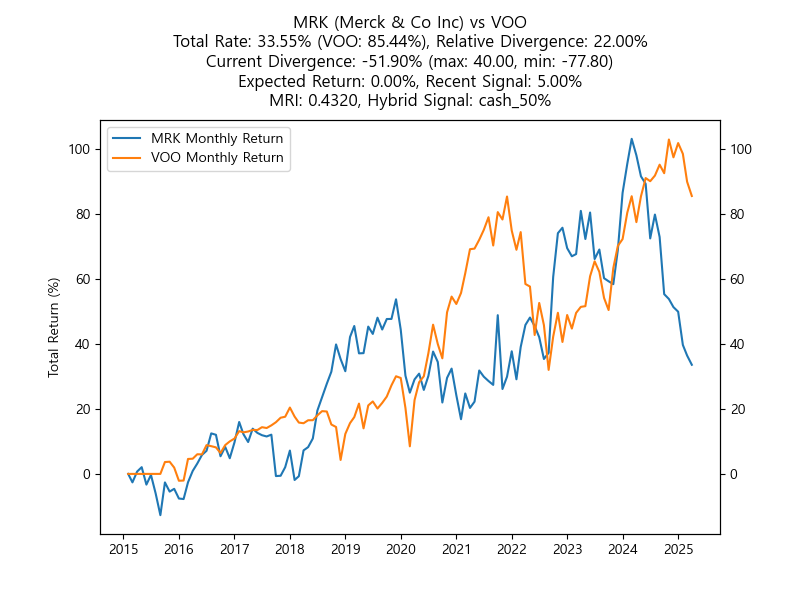 MRK (Merck & Co Inc) vs VOO
Total Rate: 33.55% (VOO: 85.44%), Relative Divergence: 22.00%
Current Divergence: -51.90% (max: 40.00, min: -77.80)
Expected Return: 0.00%, Recent Signal: 5.00%
MRI: 0.4320, Hybrid Signal: cash_50%
MRK Monthly Return
VOO Monthly Return
Total Return (%)
100
80
60
40
20
0
100
80
60
40
20
0
2015 2016 2017 2018 2019 2020 2021 2022 2023 2024 2025